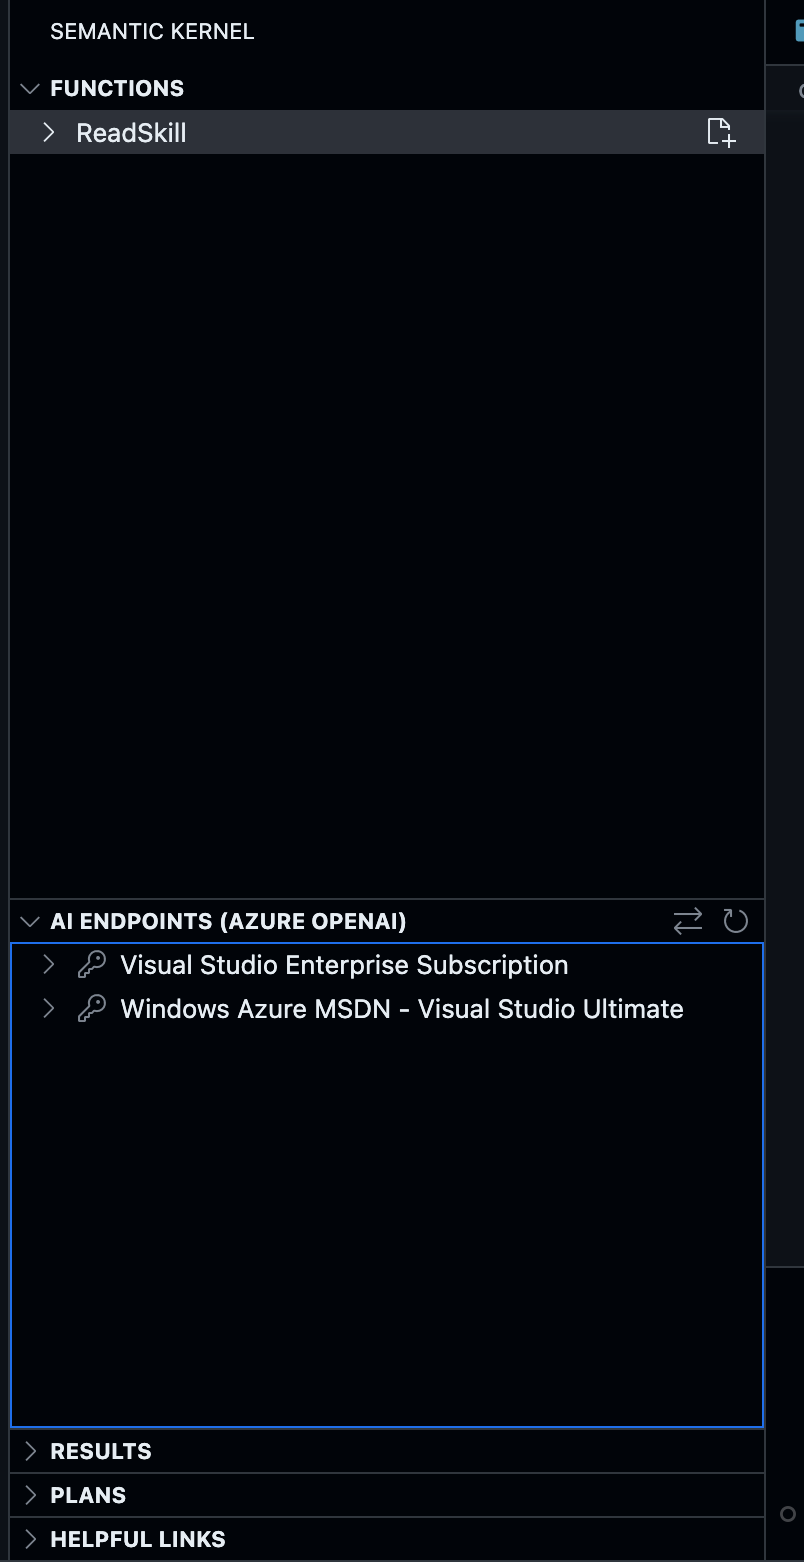 SEMANTIC KERNEL
FUNCTIONS
ReadSkill
AI ENDPOINTS (AZURE OPENAI)
Visual Studio Enterprise Subscription
Windows Azure MSDN - Visual Studio Ultimate
RESULTS
PLANS
HELPFUL LINKS